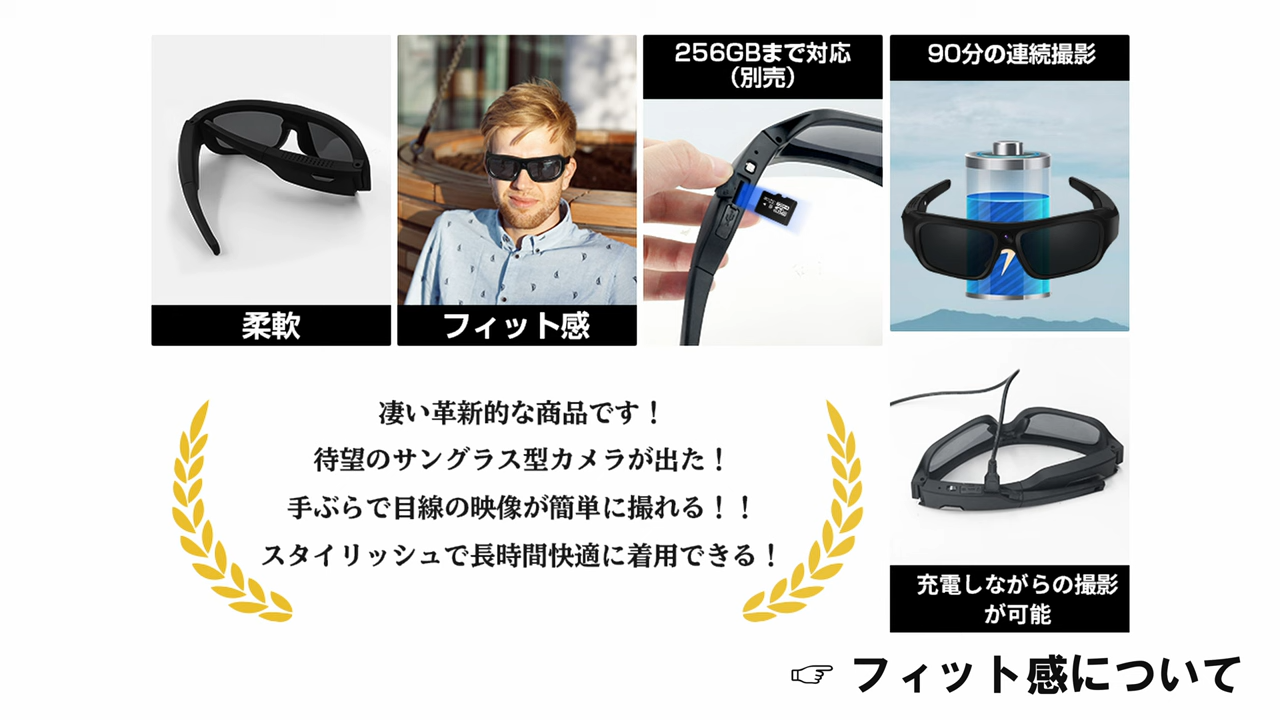 256GBまで対応
（別売）
90分の連続撮影
柔軟
フィット感
凄い革新的な商品です！
待望のサングラス型カメラが出た！
手ぶらで目線の映像が簡単に撮れる！！
スタイリッシュで長時間快適に着用できる！
充電しながらの撮影
が可能
☞ フィット感について